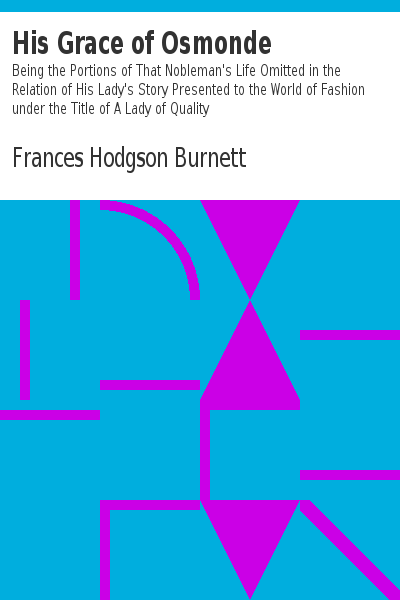 His Grace of Osmonde
Being the Portions of That Nobleman's Life Omitted in the
Relation of His Lady's Story Presented to the World of Fashion
under the Title of A Lady of Quality
Frances Hodgson Burnett